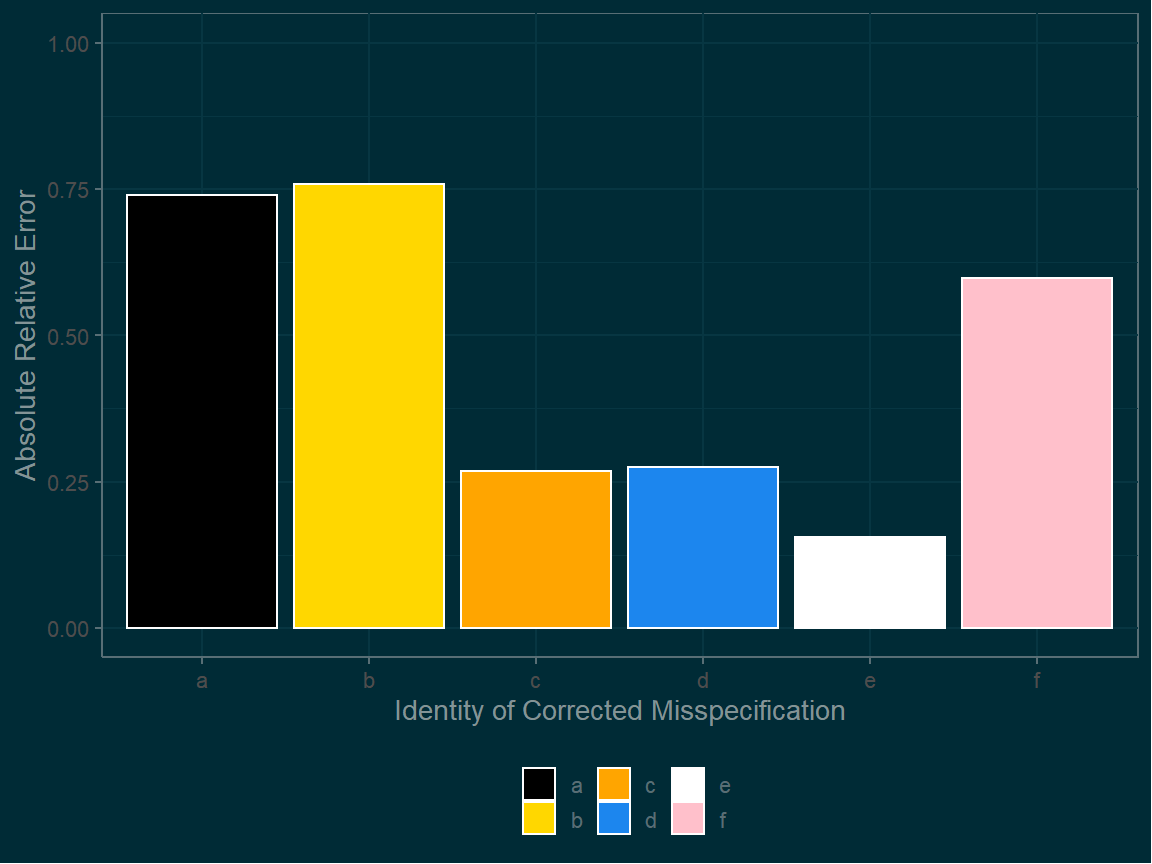 Absolute Relative Error
1.00
0.75
0.50
0.25
0.00
a b c d e f
Identity of Corrected Misspecification
a c e
b d f